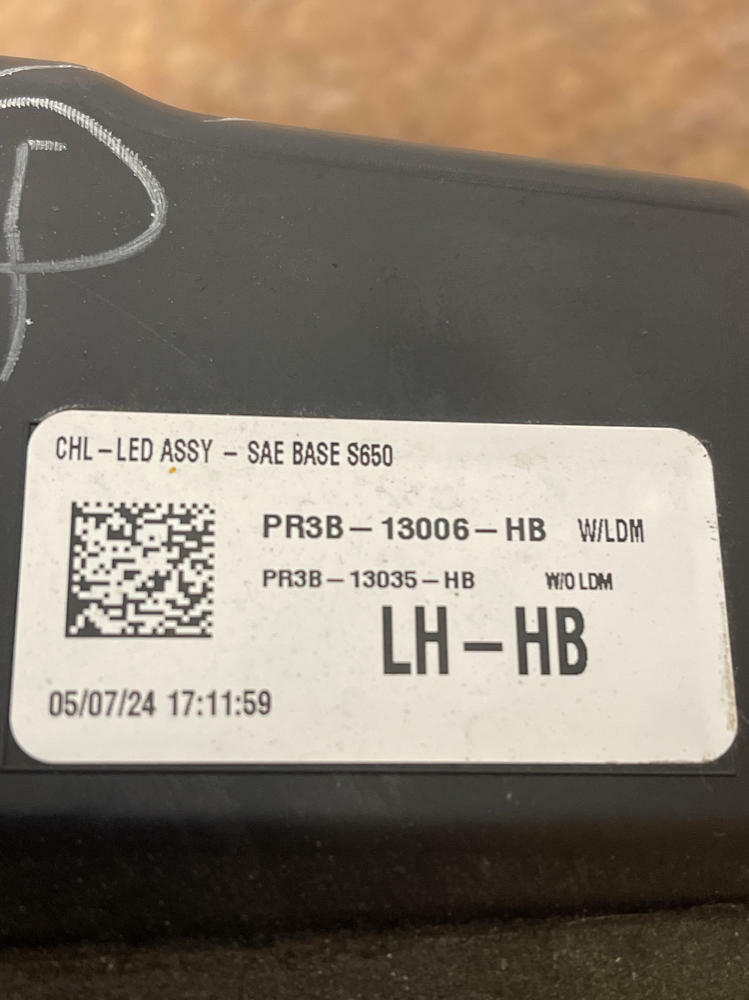 CHL-LED ASSY - SAE BASE S650
PR3B-13006-HB W/LDM
PR3B-13035-HB W/O LDM
LH-HB
05/07/24 17:11:59